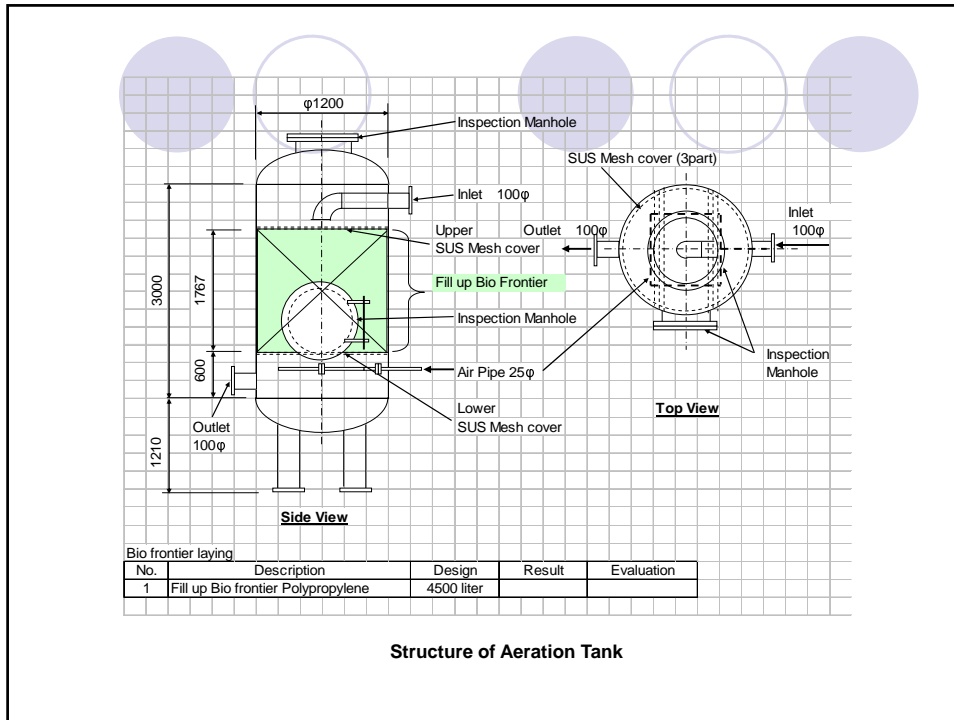 φ1200
Inspection Manhole
SUS Mesh cover (3part)
Inlet 100φ
Inlet
100φ
Upper
SUS Mesh cover
Outlet 100φ
3000
1767
Fill up Bio Frontier
Inspection Manhole
600
Air Pipe 25φ
Inspection
Manhole
Top View
Lower
SUS Mesh cover
Outlet
100φ
1210
Side View
Bio frontier laying
No. Description Design Result Evaluation
1 Fill up Bio frontier Polypropylene 4500 liter
Structure of Aeration Tank